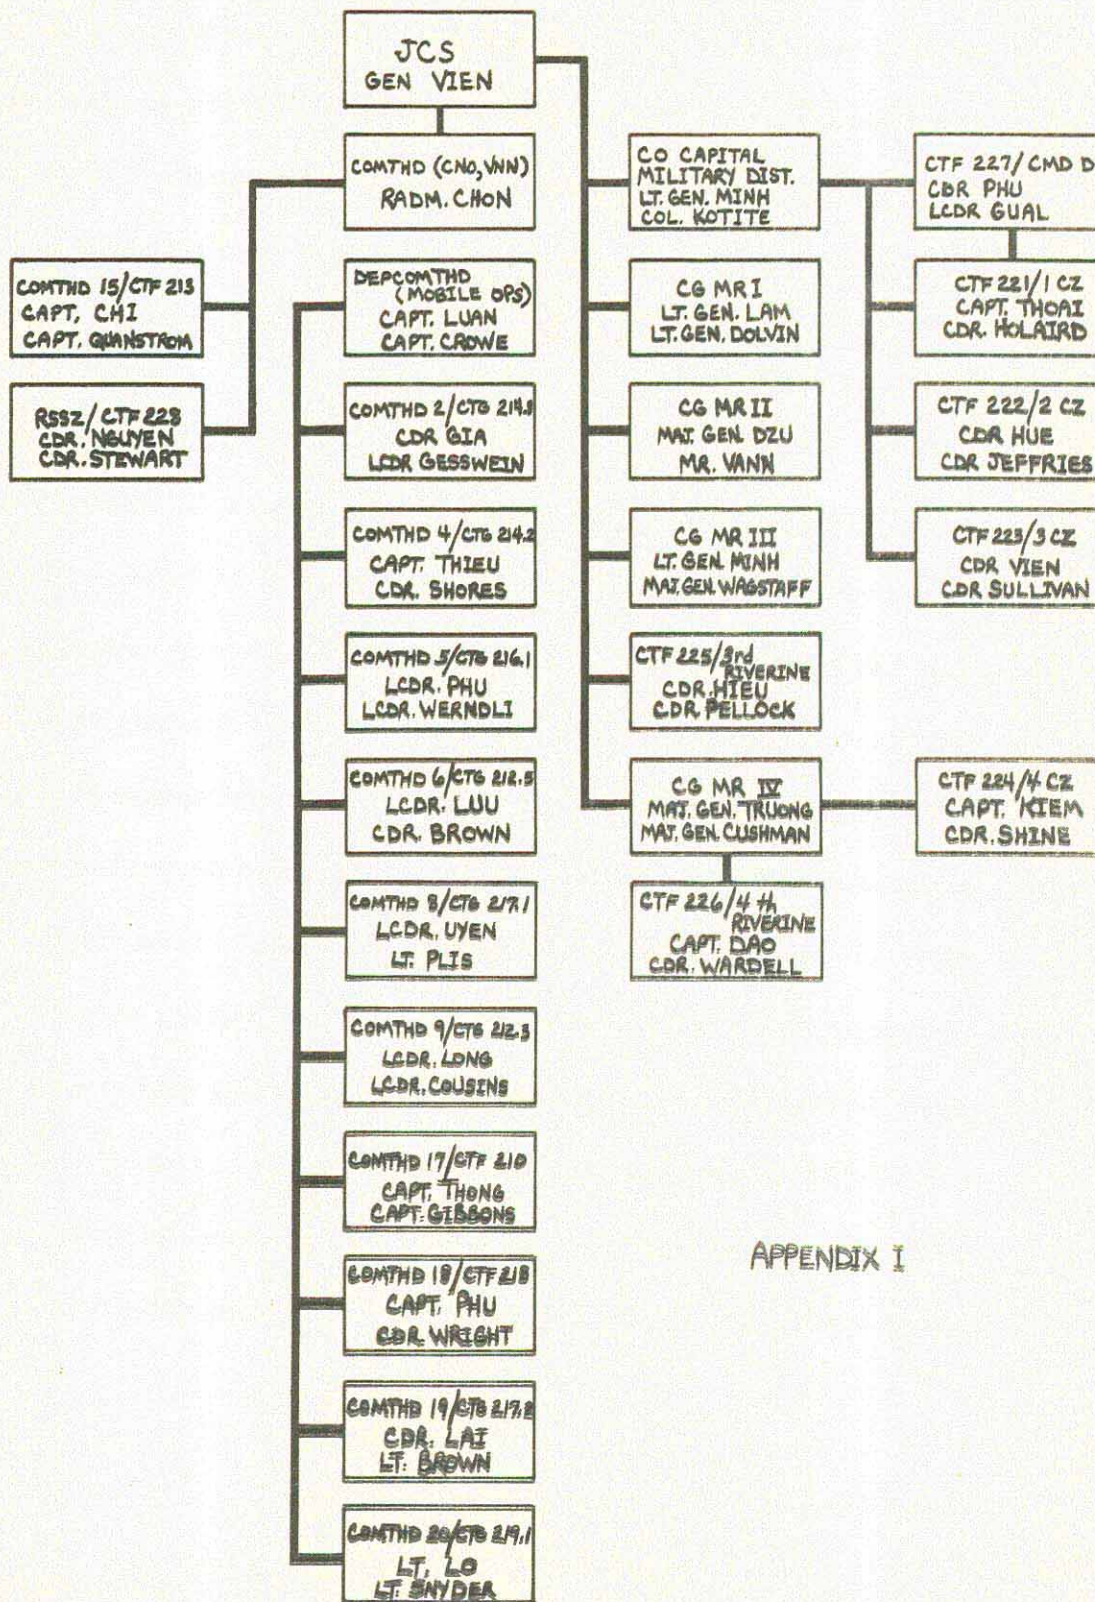 JCS
GEN VIEN
COMTHD (CNO, VNN)
RADM. CHON
COMTHD 15/CTF 213
CAPT. CHI
CAPT. QUANSTROM
RSSZ/CTF 228
CDR. NGUYEN
CDR. STEWART
DEPCOMTHD
(MOBILE OPS)
CAPT. LUAN
CAPT. CROWE
COMTHD 2/CTG 214.1
CDR GIA
LCDR GESSWEIN
COMTHD 4/CTG 214.2
CAPT. THIEU
CDR. SHORES
COMTHD 5/CTG 216.1
LCDR. PHU
LCDR. WERNDLI
COMTHD 6/CTG 212.5
LCDR. LUU
CDR. BROWN
COMTHD 8/CTG 217.1
LCDR. UYEN
LT. PLIS
COMTHD 9/CTG 212.3
LCDR. LONG
LCDR. COUSINS
COMTHD 17/CTF 210
CAPT. THONG
CAPT. GIBBONS
COMTHD 18/CTF 218
CAPT. PHU
CDR. WRIGHT
COMTHD 19/CTG 217.2
CDR. LAI
LT. BROWN
COMTHD 20/CTG 219.1
LT. LO
LT. SNYDER
CO CAPITAL
MILITARY DIST.
LT. GEN. MINH
COL. KOTITE
CG MR I
LT. GEN. LAM
LT. GEN. DOLVIN
CG MR II
MAJ. GEN. DZU
MR. VANN
CG MR III
LT. GEN. MINH
MAJ. GEN. WAGSTAFF
CTF 225/3rd
RIVERINE
CDR. HIEU
CDR. PELLOCK
CG MR IV
MAJ. GEN. TRUONG
MAJ. GEN. CUSHMAN
CTF 226/4th
RIVERINE
CAPT. DAO
CDR. WARDELL
CTF 227/CMD D
CDR PHU
LCDR GUAL
CTF 221/1 CZ
CAPT. THOAI
CDR. HOLAIRD
CTF 222/2 CZ
CDR HUE
CDR JEFFRIES
CTF 223/3 CZ
CDR VIEN
CDR SULLIVAN
CTF 224/4 CZ
CAPT. KIEM
CDR. SHINE
APPENDIX I